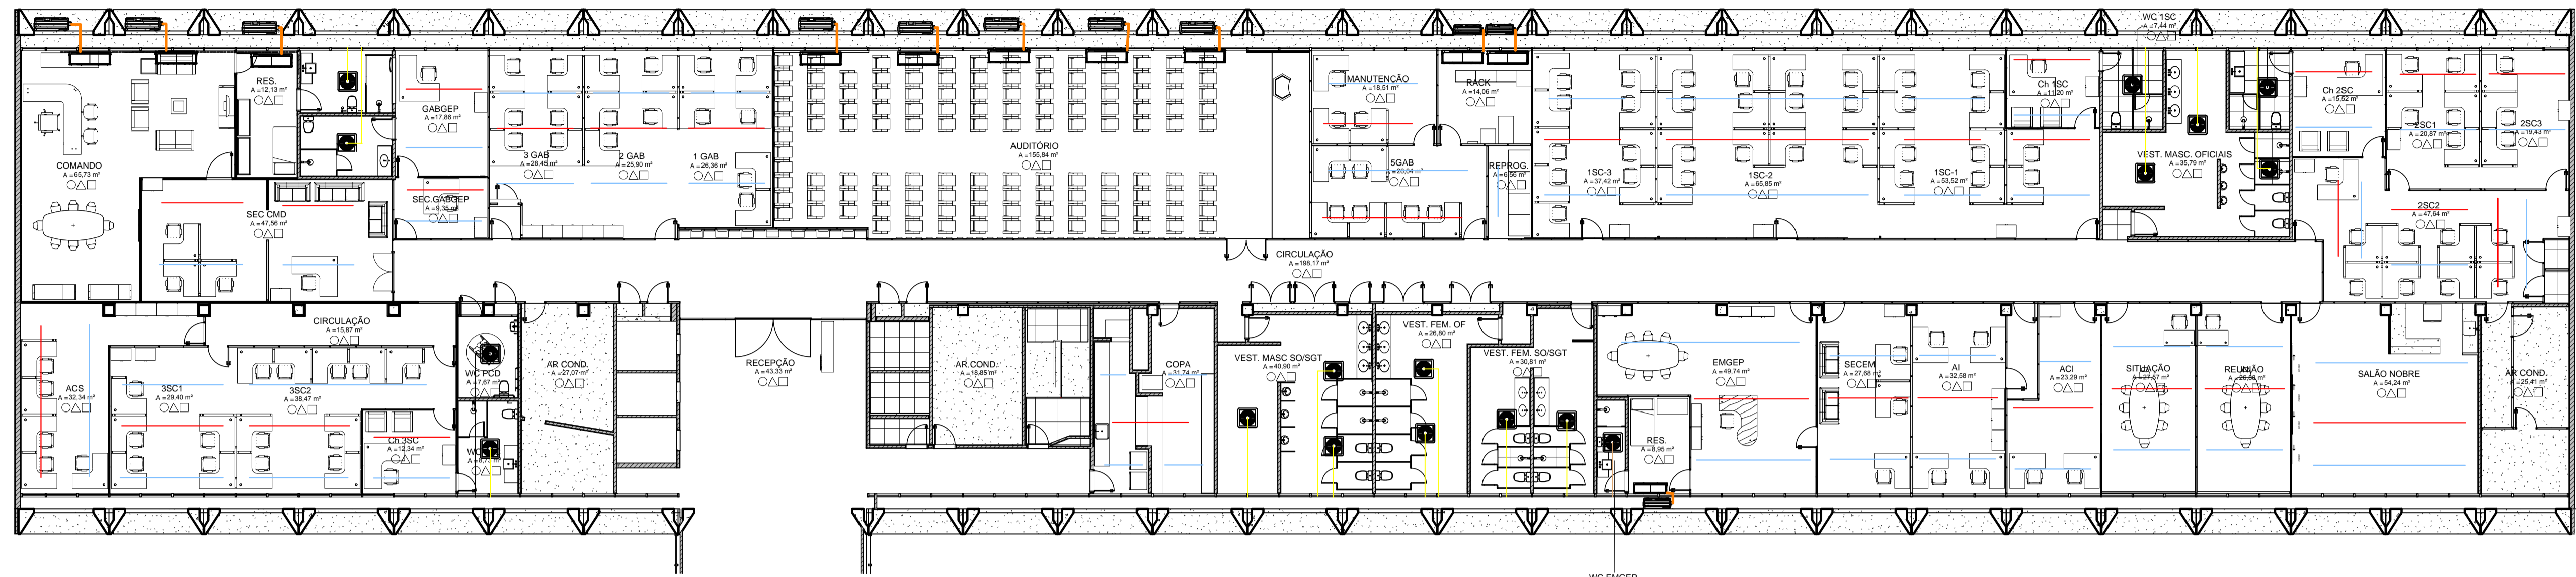 WC 1SC
A = 7,44 m²
RES.
A = 12,13 m²
GABGEP
A = 17,86 m²
MANUTENÇÃO
A = 18,51 m²
RACK
A = 14,06 m²
Ch 1SC
A = 11,20 m²
Ch 2SC
A = 15,52 m²
2SC1
A = 20,87 m²
2SC3
A = 19,43 m²
COMANDO
A = 65,73 m²
3 GAB
A = 28,45 m²
2 GAB
A = 25,90 m²
1 GAB
A = 26,36 m²
AUDITÓRIO
A = 155,84 m²
5GAB
A = 20,04 m²
REPROG.
A = 6,56 m²
1SC-3
A = 37,42 m²
1SC-2
A = 65,85 m²
1SC-1
A = 53,52 m²
VEST. MASC. OFICIAIS
A = 35,79 m²
SEC.GABGEP
A = 9,35 m²
SEC CMD
A = 47,56 m²
2SC2
A = 47,64 m²
CIRCULAÇÃO
A = 198,17 m²
CIRCULAÇÃO
A = 15,87 m²
ACS
A = 32,34 m²
3SC1
A = 29,40 m²
3SC2
A = 38,47 m²
Ch 3SC
A = 12,34 m²
WC PCD
A = 7,67 m²
AR COND.
A = 27,07 m²
RECEPÇÃO
A = 43,33 m²
AR COND.
A = 18,85 m²
COPA
A = 31,74 m²
VEST. MASC SO/SGT
A = 40,90 m²
VEST. FEM. OF
A = 26,80 m²
VEST. FEM. SO/SGT
A = 30,81 m²
RES.
A = 8,95 m²
EMGEP
A = 49,74 m²
SECEM
A = 27,68 m²
AI
A = 32,58 m²
ACI
A = 23,29 m²
SITUAÇÃO
A = 27,67 m²
REUNIÃO
SALÃO NOBRE
A = 54,24 m²
AR COND.
A = 25,41 m²
WC EMGEP